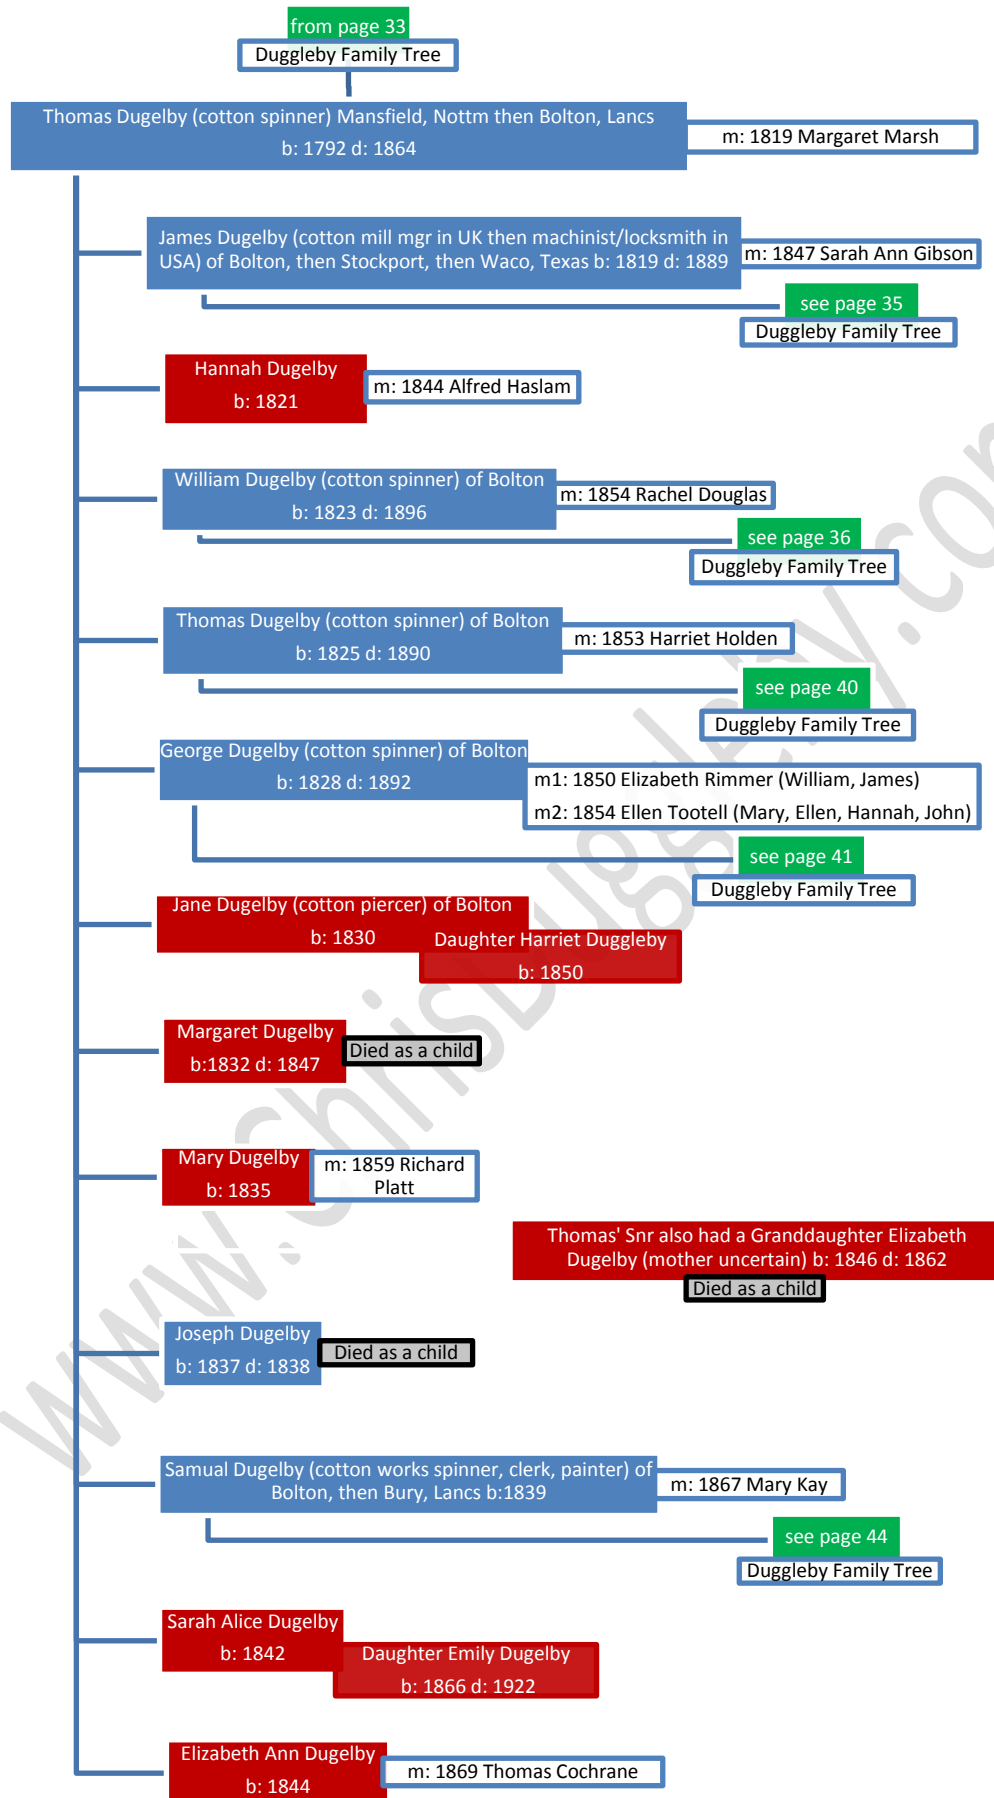 from page 33
Duggleby Family Tree
Thomas Dugelby (cotton spinner) Mansfield, Nottm then Bolton, Lancs
b: 1792 d: 1864
m: 1819 Margaret Marsh
James Dugelby (cotton mill mgr in UK then machinist/locksmith in
USA) of Bolton, then Stockport, then Waco, Texas b: 1819 d: 1889
m: 1847 Sarah Ann Gibson
see page 35
Duggleby Family Tree
Hannah Dugelby
b: 1821
m: 1844 Alfred Haslam
William Dugelby (cotton spinner) of Bolton
b: 1823 d: 1896
m: 1854 Rachel Douglas
see page 36
Duggleby Family Tree
Thomas Dugelby (cotton spinner) of Bolton
b: 1825 d: 1890
m: 1853 Harriet Holden
see page 40
Duggleby Family Tree
George Dugelby (cotton spinner) of Bolton
b: 1828 d: 1892
m1: 1850 Elizabeth Rimmer (William, James)
m2: 1854 Ellen Tootell (Mary, Ellen, Hannah, John)
see page 41
Duggleby Family Tree
Jane Dugelby (cotton piercer) of Bolton
b: 1830
Daughter Harriet Duggleby
b: 1850
Margaret Dugelby
b:1832 d: 1847
Died as a child
Mary Dugelby
b: 1835
m: 1859 Richard
Platt
Thomas' Snr also had a Granddaughter Elizabeth
Dugelby (mother uncertain) b: 1846 d: 1862
Died as a child
Joseph Dugelby
b: 1837 d: 1838
Died as a child
Samual Dugelby (cotton works spinner, clerk, painter) of
Bolton, then Bury, Lancs b:1839
m: 1867 Mary Kay
see page 44
Duggleby Family Tree
Sarah Alice Dugelby
b: 1842
Daughter Emily Dugelby
b: 1866 d: 1922
Elizabeth Ann Dugelby
b: 1844
m: 1869 Thomas Cochrane
www.ChrisDuggleby.com